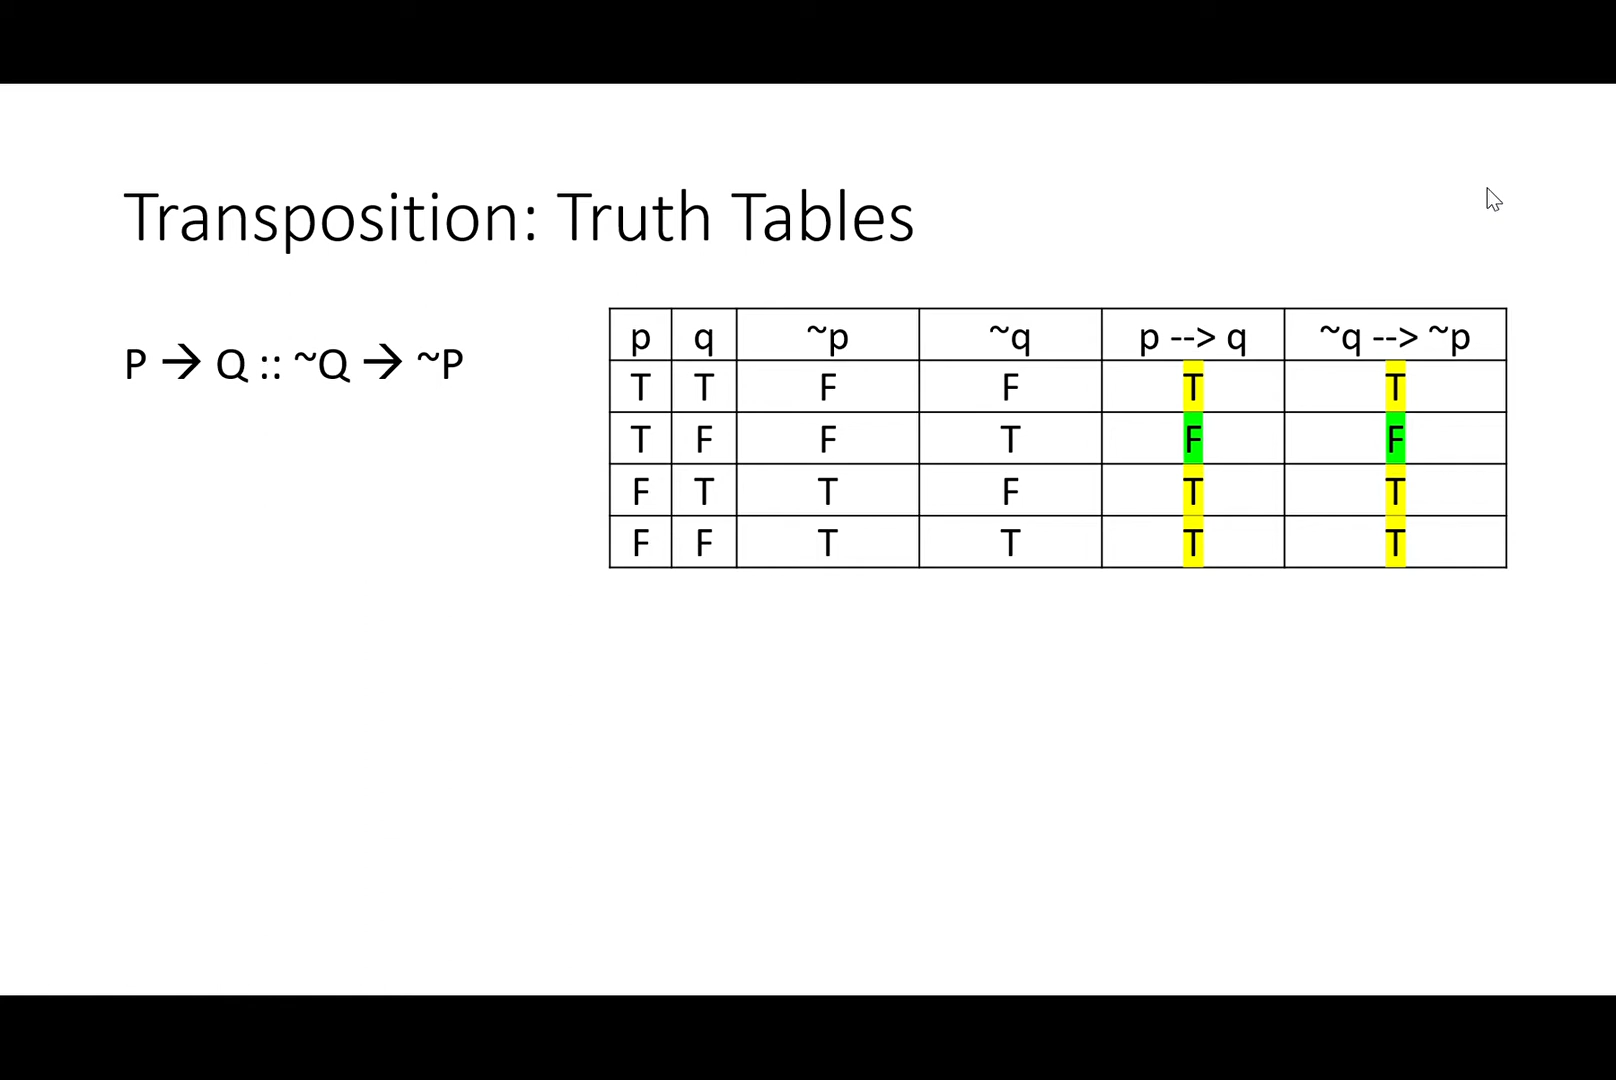 Transposition: Truth Tables
P → Q :: ~Q → ~P
p q ~p ~q p --> q ~q --> ~p
T T F F T T
T F F T F F
F T T F T T
F F T T T T